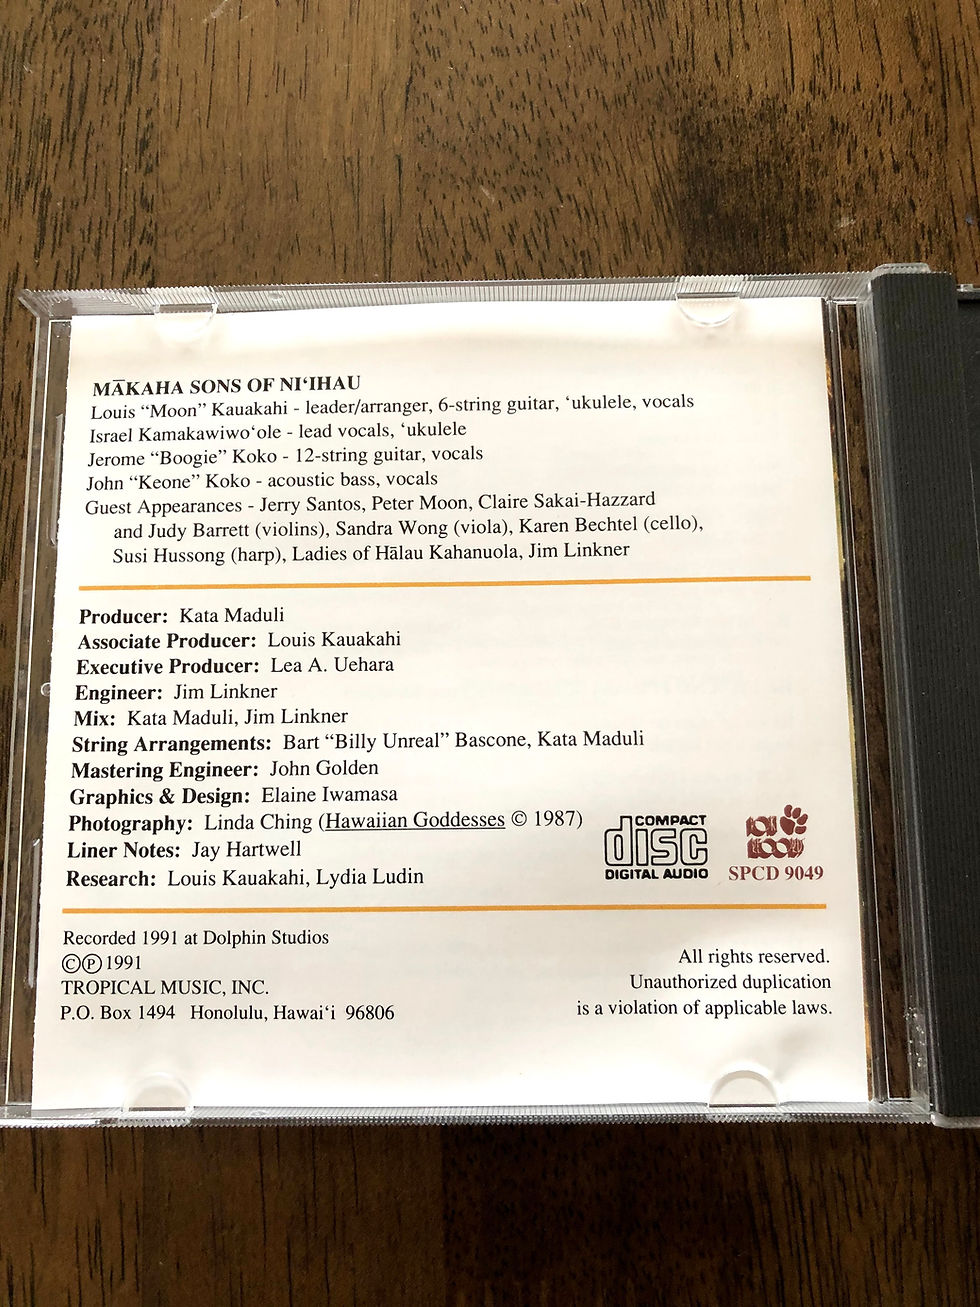 MĀKAHA SONS OF NI‘IHAU
Louis “Moon” Kauakahi - leader/arranger, 6-string guitar, ‘ukulele, vocals
Israel Kamakawiwo‘ole - lead vocals, ‘ukulele
Jerome “Boogie” Koko - 12-string guitar, vocals
John “Keone” Koko - acoustic bass, vocals
Guest Appearances - Jerry Santos, Peter Moon, Claire Sakai-Hazzard
and Judy Barrett (violins), Sandra Wong (viola), Karen Bechtel (cello),
Susi Hussong (harp), Ladies of Hālau Kahanuola, Jim Linkner
Producer: Kata Maduli
Associate Producer: Louis Kauakahi
Executive Producer: Lea A. Uehara
Engineer: Jim Linkner
Mix: Kata Maduli, Jim Linkner
String Arrangements: Bart “Billy Unreal” Bascone, Kata Maduli
Mastering Engineer: John Golden
Graphics & Design: Elaine Iwamasa
Photography: Linda Ching (Hawaiian Goddesses © 1987)
Liner Notes: Jay Hartwell
Research: Louis Kauakahi, Lydia Ludin
COMPACT
disc
DIGITAL AUDIO
POI
POUNDER
SPCD 9049
Recorded 1991 at Dolphin Studios
©℗ 1991
TROPICAL MUSIC, INC.
P.O. Box 1494 Honolulu, Hawai‘i 96806
All rights reserved.
Unauthorized duplication
is a violation of applicable laws.